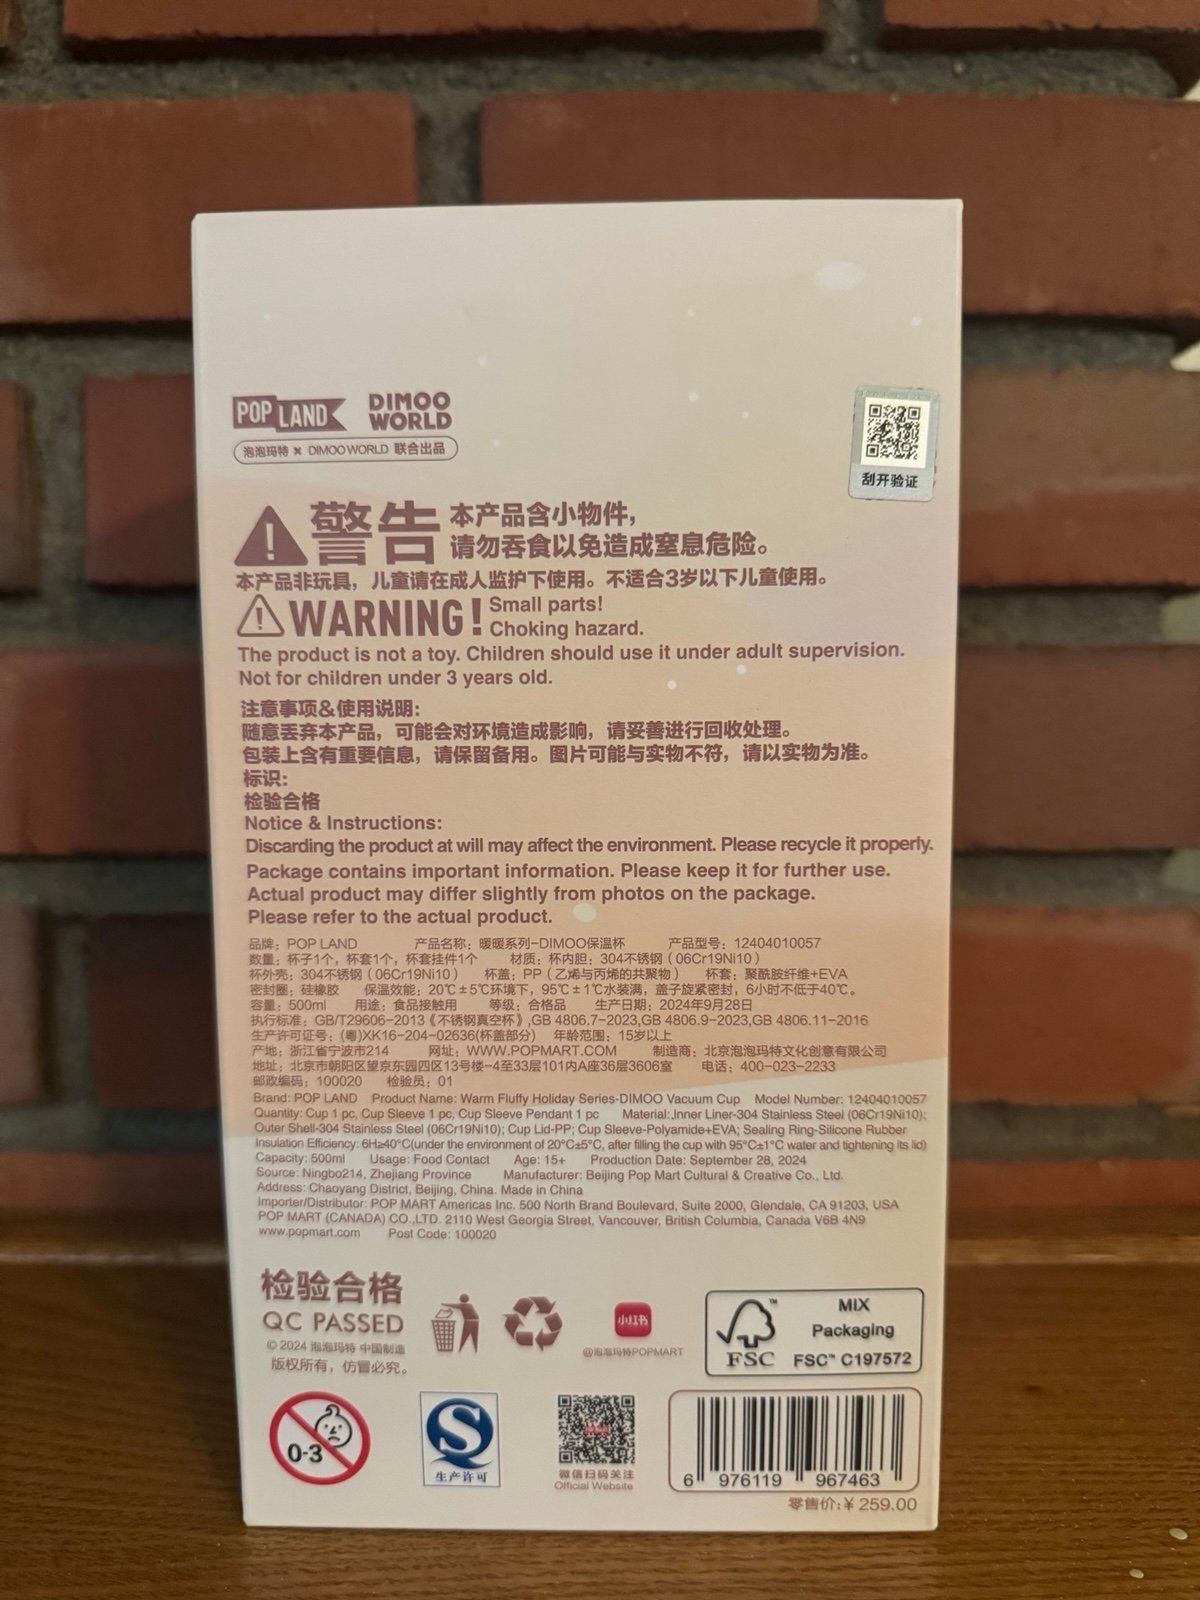 POP LAND DIMOO WORLD
泡泡玛特 × DIMOO WORLD 联合出品
刮开验证
警告 本产品含小物件，
请勿吞食以免造成窒息危险。
本产品非玩具，儿童请在成人监护下使用。不适合3岁以下儿童使用。
WARNING! Small parts!
Choking hazard.
The product is not a toy. Children should use it under adult supervision.
Not for children under 3 years old.
注意事项&使用说明:
随意丢弃本产品，可能会对环境造成影响，请妥善进行回收处理。
包装上含有重要信息，请保留备用。图片可能与实物不符，请以实物为准。
标识:
检验合格
Notice & Instructions:
Discarding the product at will may affect the environment. Please recycle it properly.
Package contains important information. Please keep it for further use.
Actual product may differ slightly from photos on the package.
Please refer to the actual product.
品牌: POP LAND 产品名称: 暖暖系列-DIMOO保温杯 产品型号: 12404010057
数量: 杯子1个，杯套1个，杯套挂件1个 材质: 杯内胆: 304不锈钢（06Cr19Ni10）
杯外壳: 304不锈钢（06Cr19Ni10） 杯盖: PP（乙烯与丙烯的共聚物） 杯套: 聚酰胺纤维+EVA
密封圈: 硅橡胶 保温效能: 20℃±5℃环境下，95℃±1℃水装满，盖子旋紧密封，6小时不低于40℃。
容量: 500ml 用途: 食品接触用 等级: 合格品 生产日期: 2024年9月28日
执行标准: GB/T29606-2013《不锈钢真空杯》,GB 4806.7-2023,GB 4806.9-2023,GB 4806.11-2016
生产许可证号: (粤)XK16-204-02636(杯盖部分) 年龄范围: 15岁以上
产地: 浙江省宁波市214 网址: WWW.POPMART.COM 制造商: 北京泡泡玛特文化创意有限公司
地址: 北京市朝阳区望京东园四区13号楼-4至33层101内A座36层3606室 电话: 400-023-2233
邮政编码: 100020 检验员: 01
Brand: POP LAND Product Name: Warm Fluffy Holiday Series-DIMOO Vacuum Cup Model Number: 12404010057
Quantity: Cup 1 pc, Cup Sleeve 1 pc, Cup Sleeve Pendant 1 pc Material:,Inner Liner-304 Stainless Steel (06Cr19Ni10);
Outer Shell-304 Stainless Steel (06Cr19Ni10); Cup Lid-PP; Cup Sleeve-Polyamide+EVA; Sealing Ring-Silicone Rubber
Insulation Efficiency: 6H≥40°C(under the environment of 20°C±5°C, after filling the cup with 95°C±1°C water and tightening its lid)
Capacity: 500ml Usage: Food Contact Age: 15+ Production Date: September 28, 2024
Source: Ningbo214, Zhejiang Province Manufacturer: Beijing Pop Mart Cultural & Creative Co., Ltd.
Address: Chaoyang District, Beijing, China. Made in China
Importer/Distributor: POP MART Americas Inc. 500 North Brand Boulevard, Suite 2000, Glendale, CA 91203, USA
POP MART (CANADA) CO.,LTD. 2110 West Georgia Street, Vancouver, British Columbia, Canada V6B 4N9
www.popmart.com Post Code: 100020
检验合格
QC PASSED
© 2024 泡泡玛特 中国制造
版权所有，仿冒必究。
小红书
@泡泡玛特POPMART
FSC
MIX
Packaging
FSC™ C197572
0-3
生产许可
微信扫码关注
Official Website
6 976119 967463
零售价:¥ 259.00